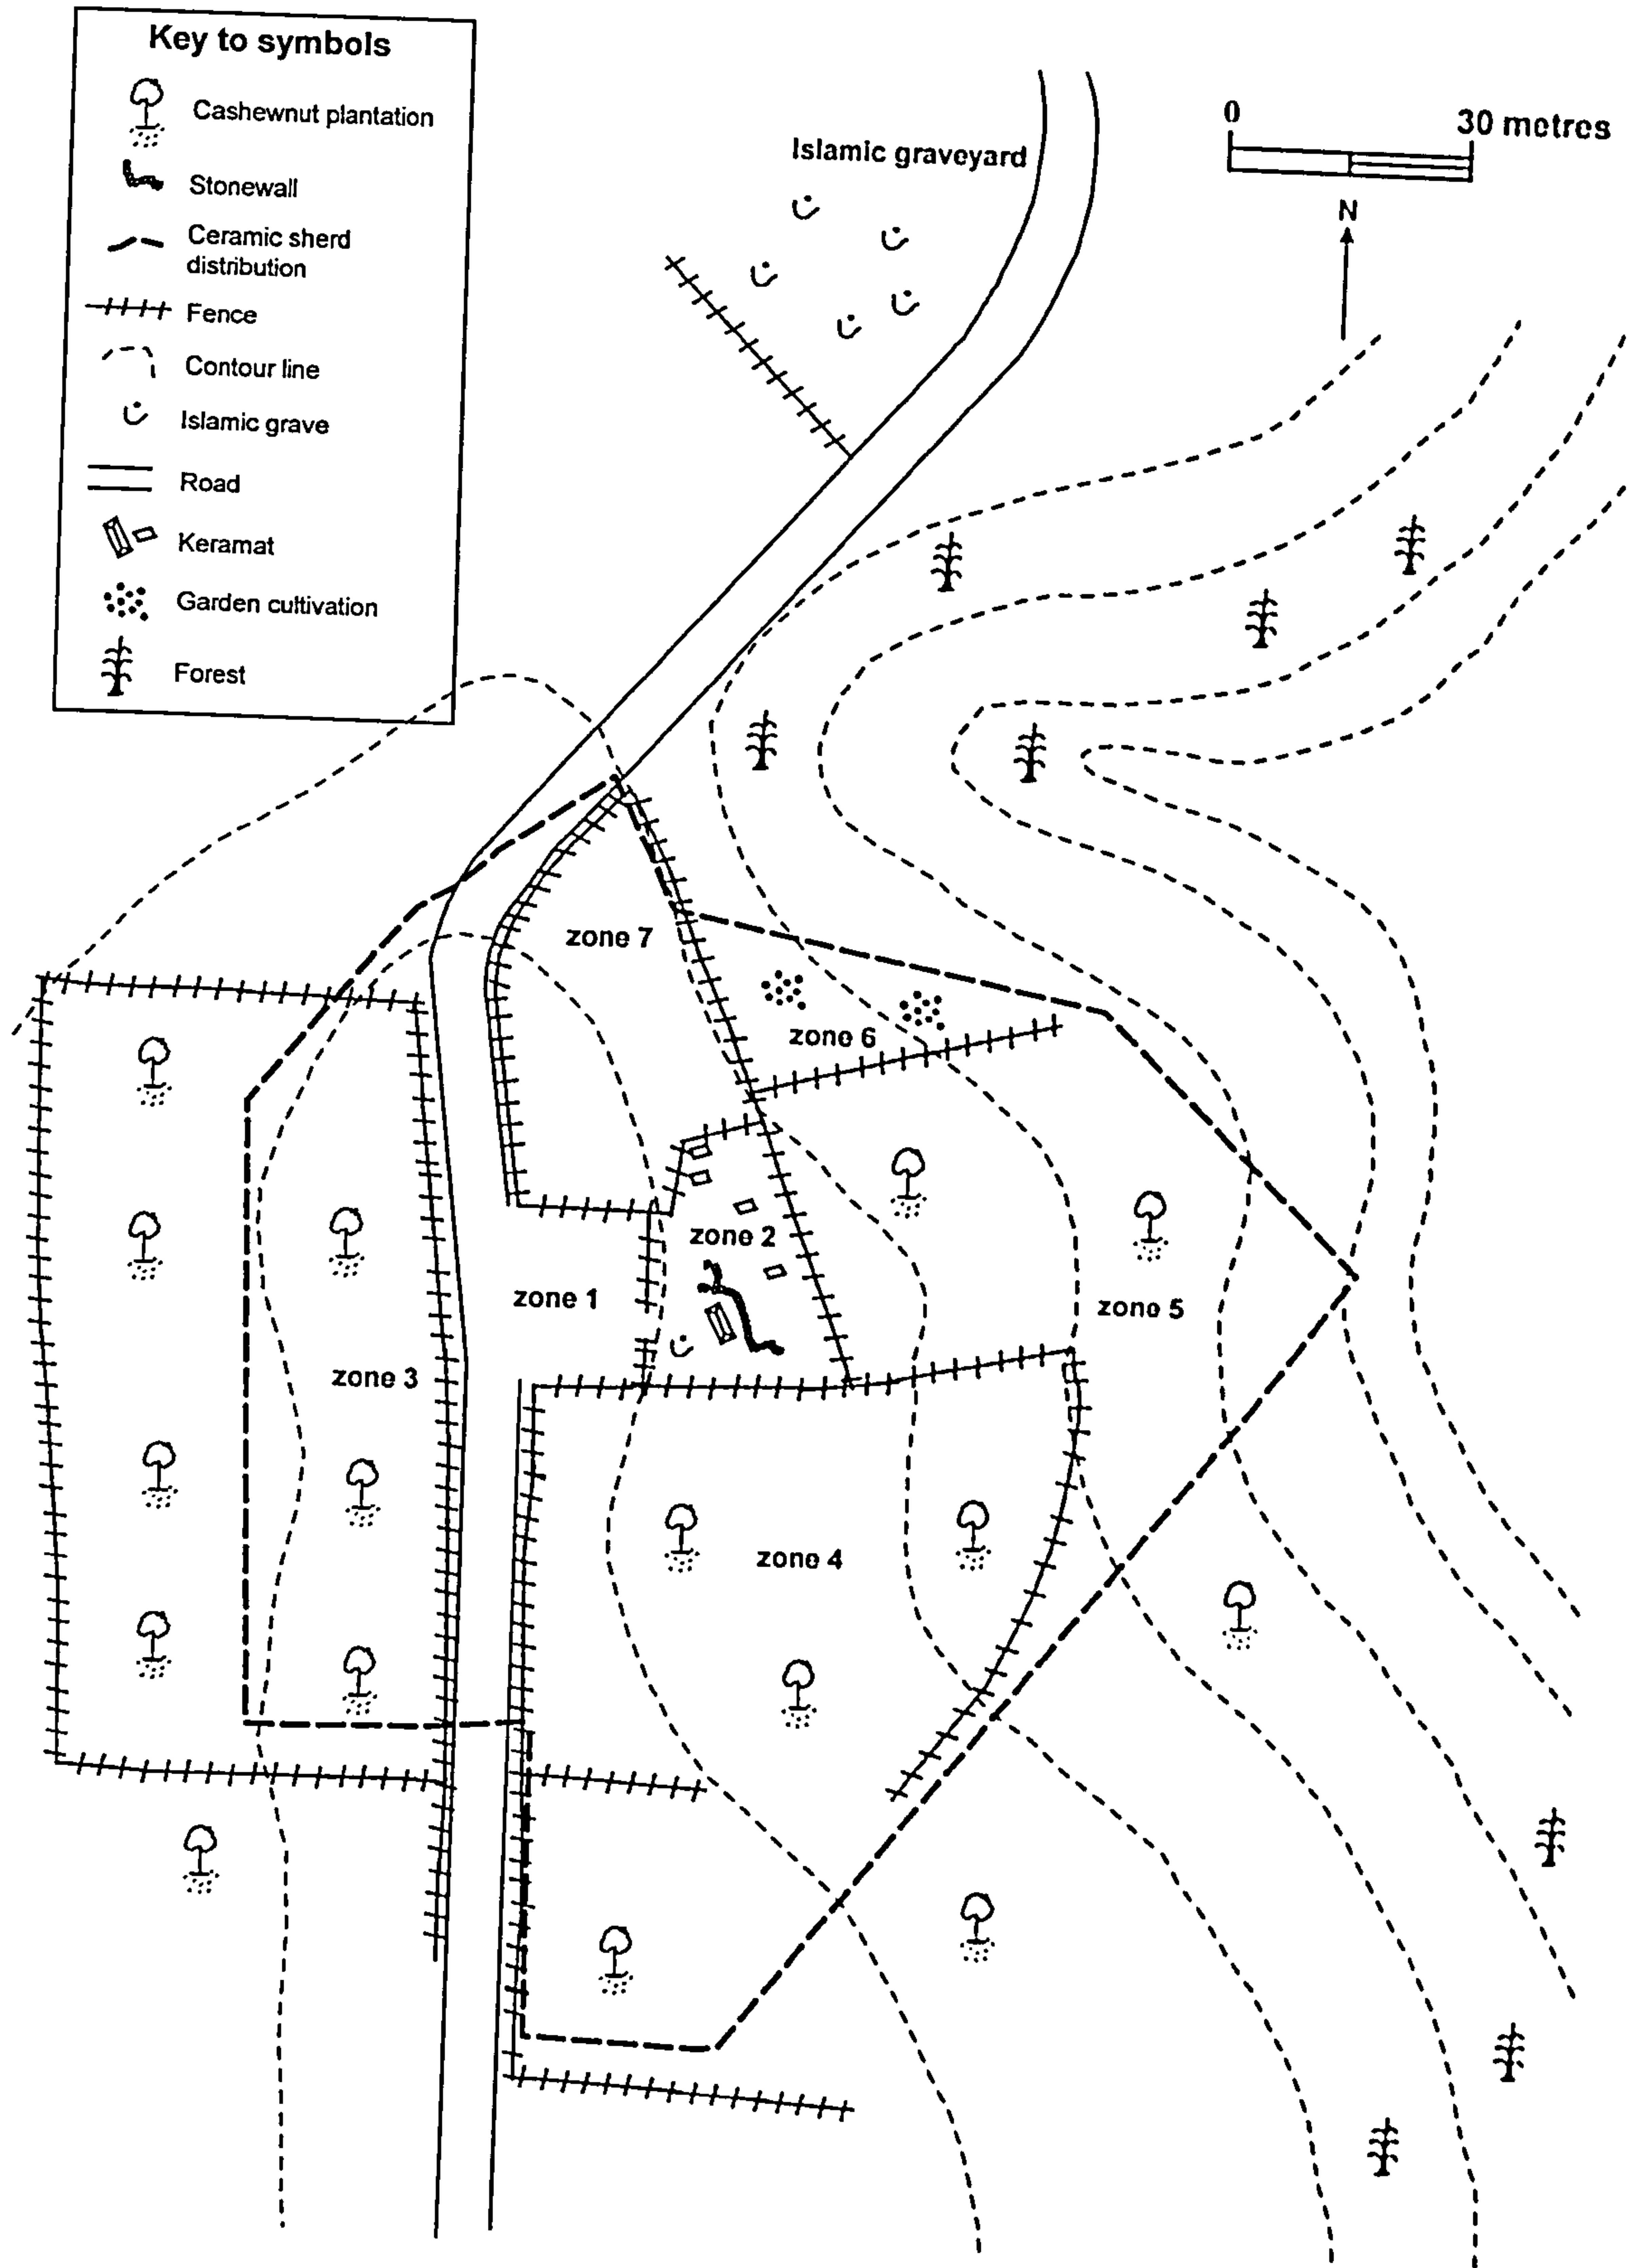 Key to symbols
Cashewnut plantation
Stonewall
Ceramic sherd
distribution
Fence
Contour line
Islamic grave
Road
Keramat
Garden cultivation
Forest
Islamic graveyard
0 30 metres
N
zone 7
zone 6
zone 2
zone 1
zone 5
zone 3
zone 4